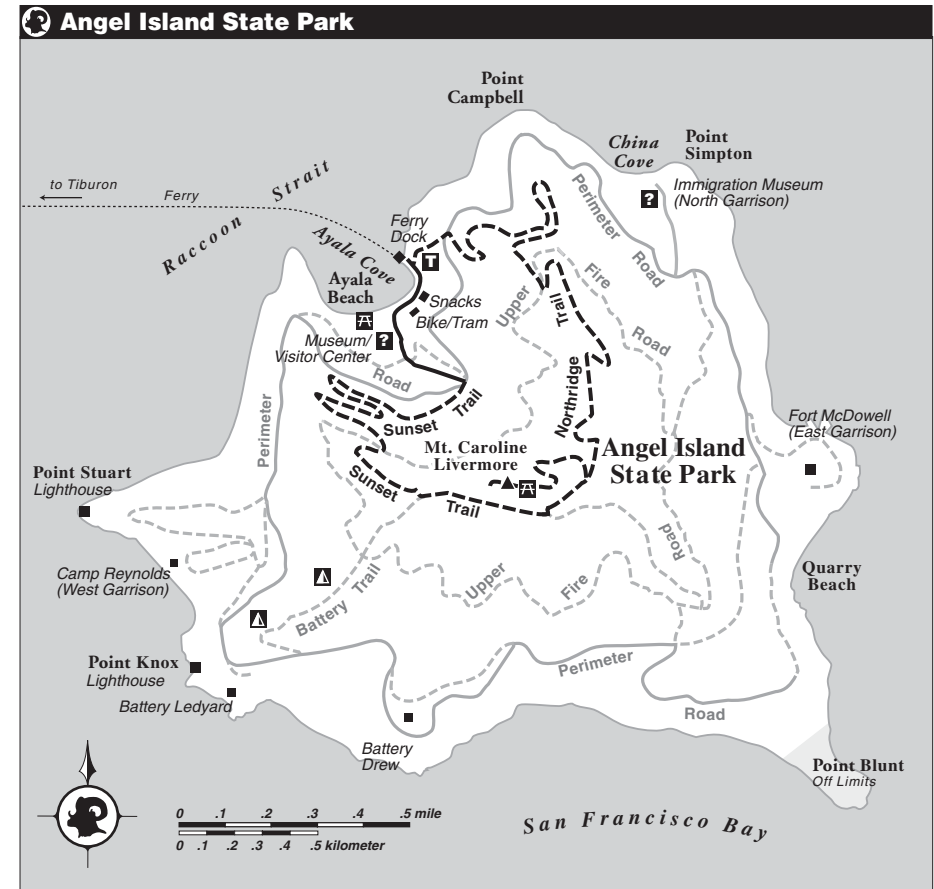 Angel Island State Park
Point
Campbell
China
Cove
Point
Simpton
Immigration Museum
(North Garrison)
?
to Tiburon
Ferry
Raccoon Strait
Ferry
Dock
Ayala Cove
T
Ayala
Beach
Snacks
Bike/Tram
Museum/
Visitor Center
?
Perimeter
Road
Upper
Fire
Road
Trail
Northridge
Road
Perimeter
Sunset
Trail
Mt. Caroline
Livermore
Sunset
Trail
Angel Island
State Park
Fort McDowell
(East Garrison)
Point Stuart
Lighthouse
Camp Reynolds
(West Garrison)
Road
Quarry
Beach
Battery
Trail
Upper
Fire
Point Knox
Lighthouse
Battery Ledyard
Perimeter
Road
Battery
Drew
Point Blunt
Off Limits
San Francisco Bay
0 .1 .2 .3 .4 .5 mile
0 .1 .2 .3 .4 .5 kilometer